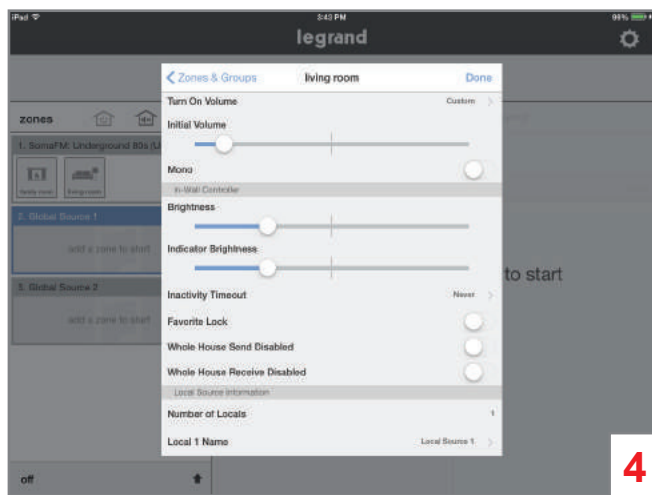 iPad 3:43 PM 96%
legrand
Zones & Groups living room Done
Turn On Volume Custom
Initial Volume
Mono
In-Wall Controller
Brightness
Indicator Brightness
Inactivity Timeout Never
Favorite Lock
Whole House Send Disabled
Whole House Receive Disabled
Local Source Information
Number of Locals 1
Local 1 Name Local Source 1
zones
1. SomaFM: Underground 80s (U
family room living room
2. Global Source 1
add a zone to start
3. Global Source 2
add a zone to start
to start
off
4